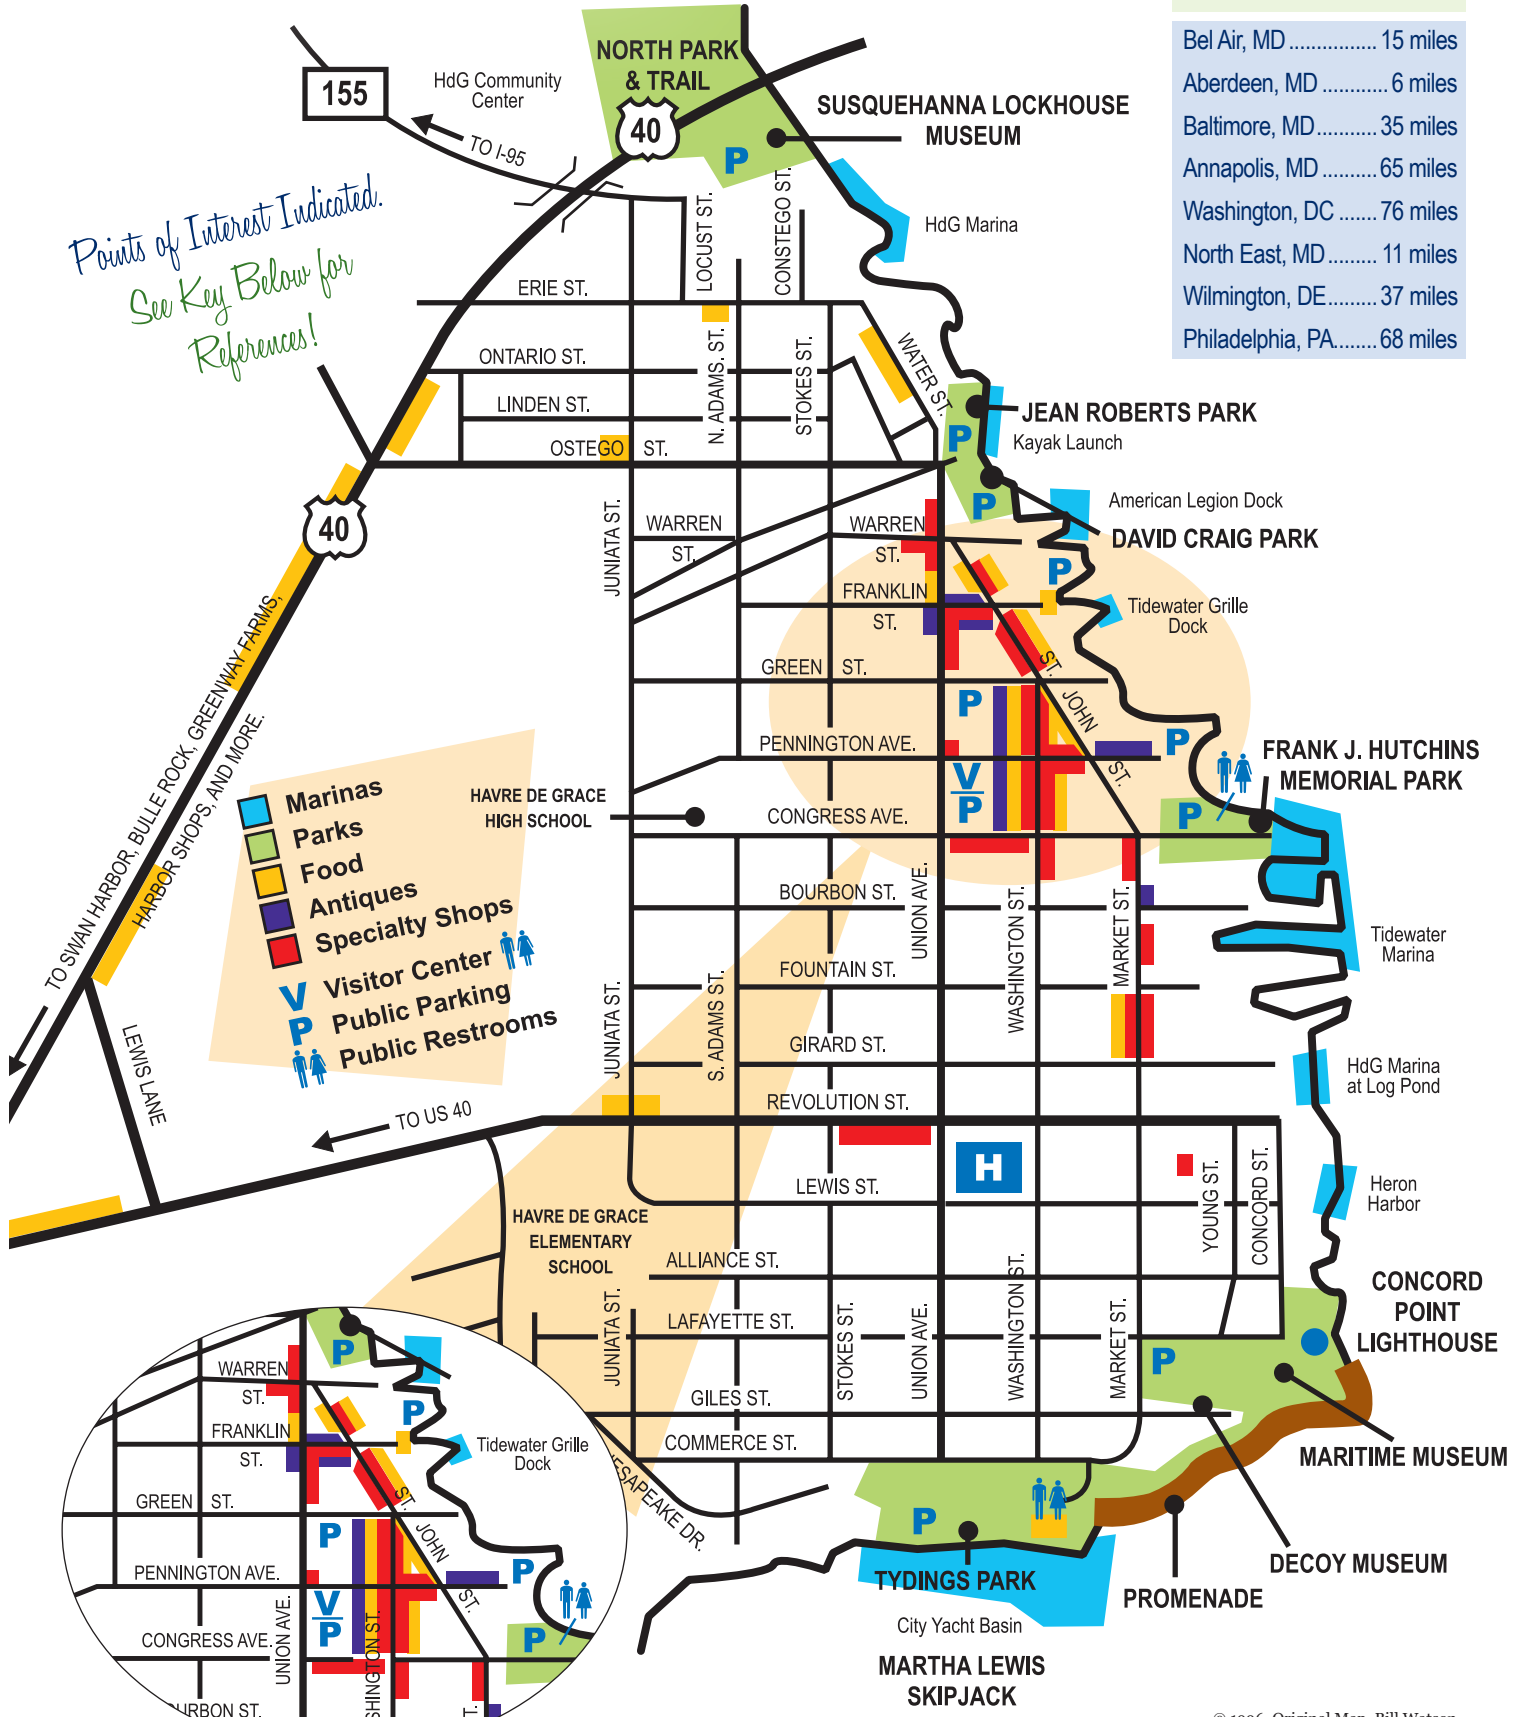 Bel Air, MD ................ 15 miles
Aberdeen, MD ............ 6 miles
Baltimore, MD ........... 35 miles
Annapolis, MD .......... 65 miles
Washington, DC ....... 76 miles
North East, MD ......... 11 miles
Wilmington, DE ......... 37 miles
Philadelphia, PA ........ 68 miles
NORTH PARK
& TRAIL
155
HdG Community
Center
TO I-95
40
P
SUSQUEHANNA LOCKHOUSE
MUSEUM
HdG Marina
Points of Interest Indicated.
See Key Below for
References!
LOCUST ST.
CONSTEGO ST.
ERIE ST.
ONTARIO ST.
N. ADAMS. ST.
STOKES ST.
WATER ST.
LINDEN ST.
OSTEGO ST.
JEAN ROBERTS PARK
Kayak Launch
P
P
American Legion Dock
DAVID CRAIG PARK
40
JUNIATA ST.
WARREN
ST.
WARREN
ST.
P
FRANKLIN
ST.
Tidewater Grille
Dock
GREEN ST.
ST. JOHN ST.
P
PENNINGTON AVE.
P
V
P
FRANK J. HUTCHINS
MEMORIAL PARK
P
TO SWAN HARBOR, BULLE ROCK, GREENWAY FARMS,
HARBOR SHOPS, AND MORE.
HAVRE DE GRACE
HIGH SCHOOL
CONGRESS AVE.
Marinas
Parks
Food
Antiques
Specialty Shops
V Visitor Center
P Public Parking
Public Restrooms
BOURBON ST.
UNION AVE.
WASHINGTON ST.
MARKET ST.
Tidewater
Marina
FOUNTAIN ST.
JUNIATA ST.
S. ADAMS ST.
GIRARD ST.
HdG Marina
at Log Pond
LEWIS LANE
TO US 40
REVOLUTION ST.
H
LEWIS ST.
YOUNG ST.
CONCORD ST.
Heron
Harbor
HAVRE DE GRACE
ELEMENTARY
SCHOOL
ALLIANCE ST.
JUNIATA ST.
LAFAYETTE ST.
STOKES ST.
UNION AVE.
WASHINGTON ST.
MARKET ST.
CONCORD
POINT
LIGHTHOUSE
P
GILES ST.
COMMERCE ST.
MARITIME MUSEUM
ESAPEAKE DR.
P
TYDINGS PARK
DECOY MUSEUM
PROMENADE
City Yacht Basin
MARTHA LEWIS
SKIPJACK
P
WARREN
ST.
P
FRANKLIN
ST.
Tidewater Grille
Dock
GREEN ST.
ST. JOHN ST.
P
PENNINGTON AVE.
P
V
P
UNION AVE.
SHINGTON ST.
CONGRESS AVE.
P
URBON ST.
T.
© 1996, Original Map, Bill Watson